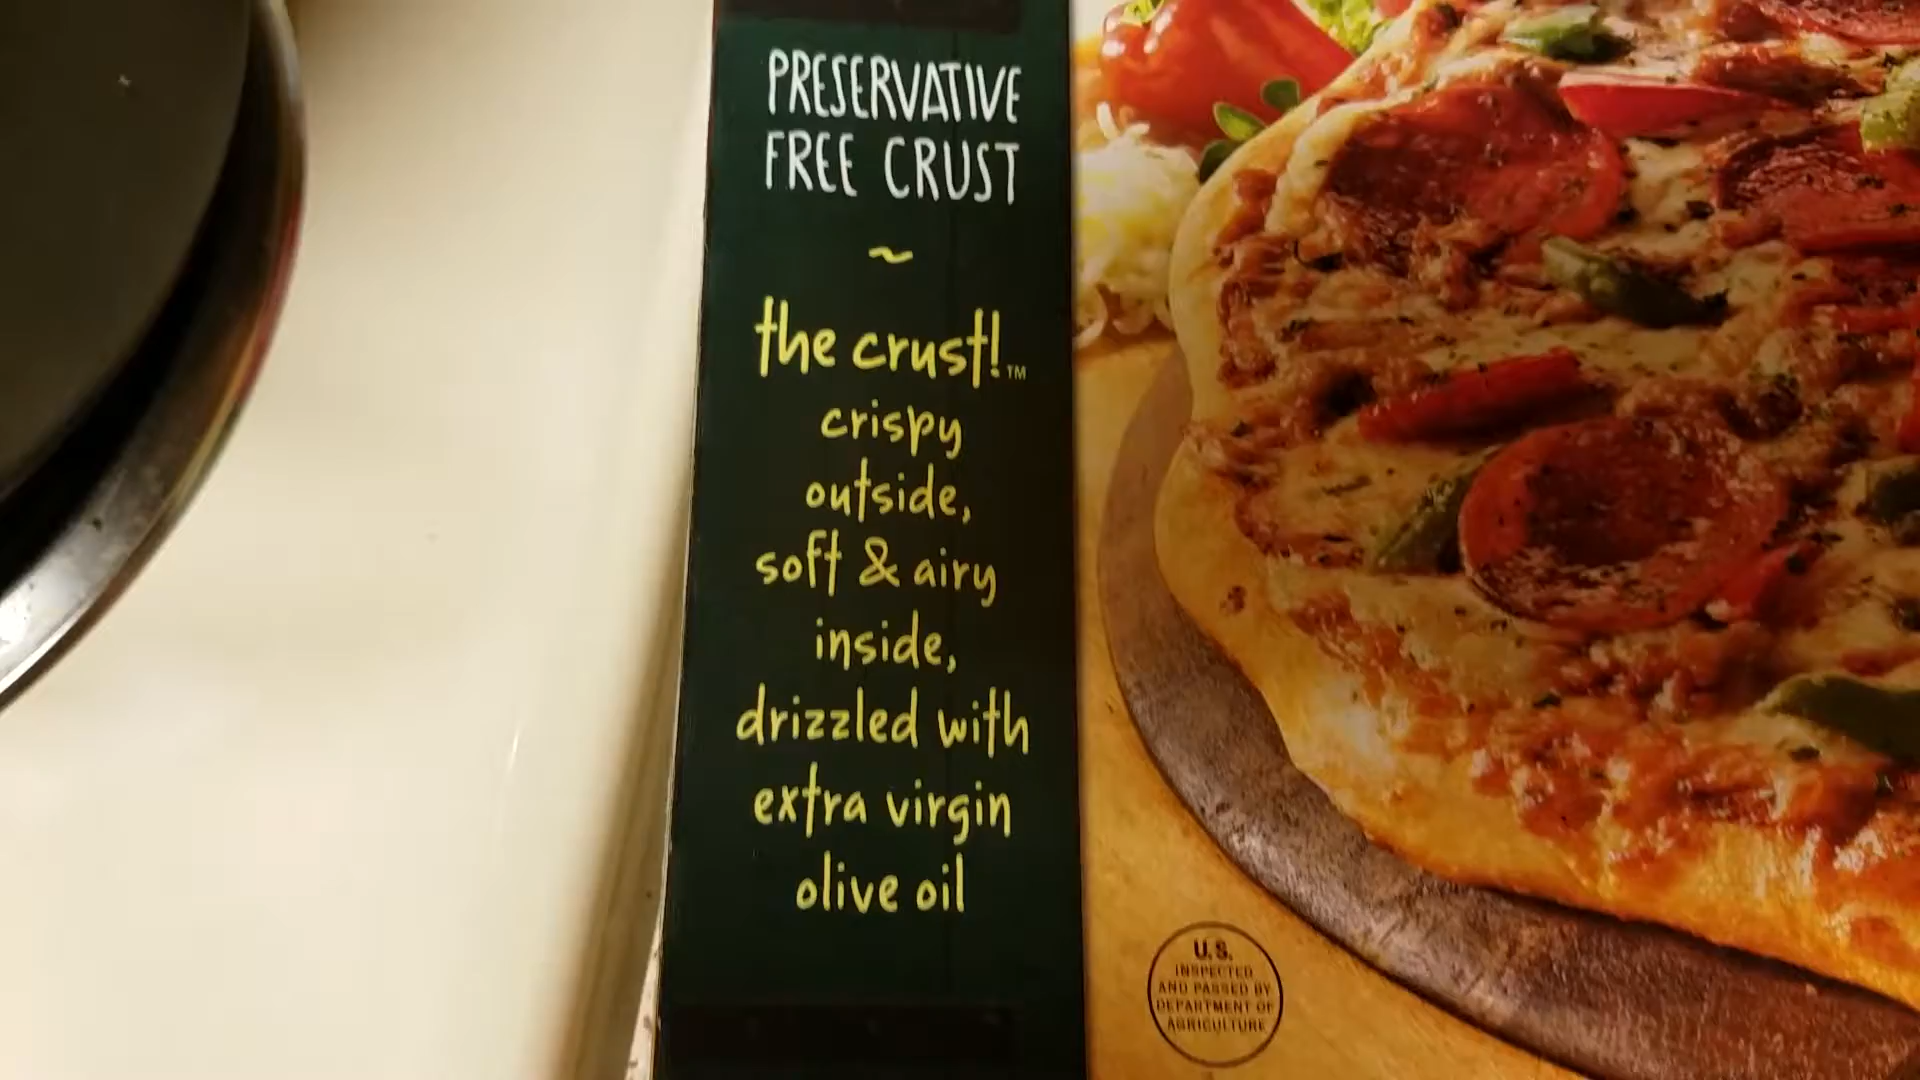 PRESERVATIVE
FREE CRUST
~
the crust!™
crispy
outside,
soft & airy
inside,
drizzled with
extra virgin
olive oil
U.S.
INSPECTED
AND PASSED BY
DEPARTMENT OF
AGRICULTURE